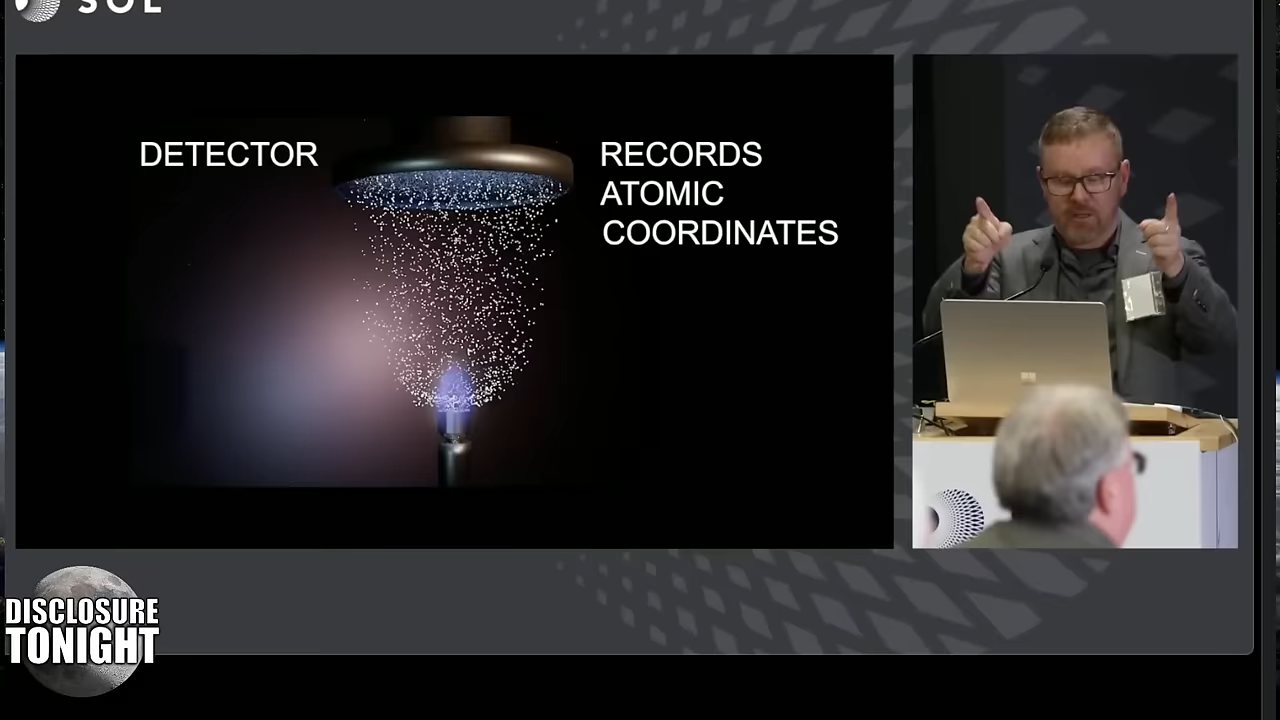 SOL
DETECTOR
RECORDS
ATOMIC
COORDINATES
DISCLOSURE
TONIGHT